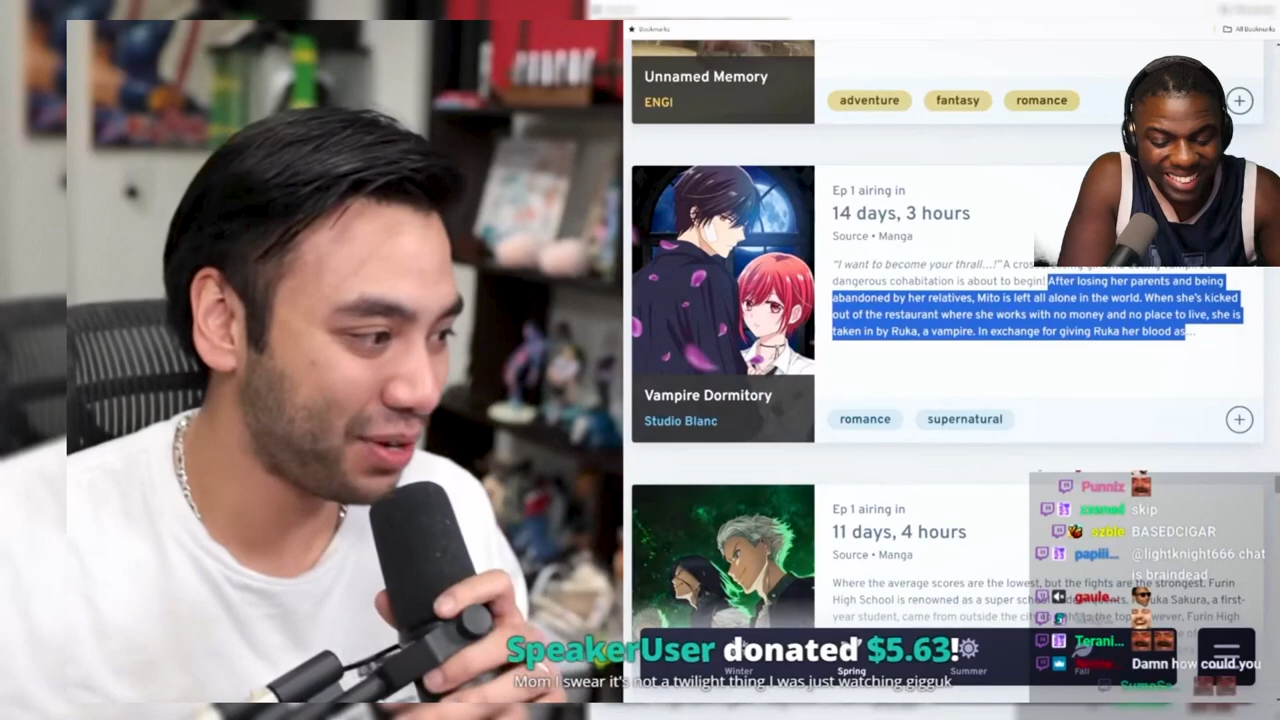 Bookmarks
All Bookmarks
Unnamed Memory
ENGI
adventure
fantasy
romance
Ep 1 airing in
14 days, 3 hours
Source • Manga
"I want to become your thrall...!" A
dangerous cohabitation is about to begin! After losing her parents and being
abandoned by her relatives, Mito is left all alone in the world. When she's kicked
out of the restaurant where she works with no money and no place to live, she is
taken in by Ruka, a vampire. In exchange for giving Ruka her blood as...
Vampire Dormitory
Studio Blanc
romance
supernatural
Ep 1 airing in
11 days, 4 hours
Source • Manga
Where the average scores are the lowest, but the fights are the strongest. Furin
High School is renowned as a super
year student, came from outside the
Winter
Spring
Summer
Fall
SpeakerUser donated $5.63!
Mom I swear it's not a twilight thing I was just watching gigguk
Punniz
skip
szble BASEDCIGAR
papiii... @lightknight666 chat
is braindead
gaule...
Terani...
Damn how could you